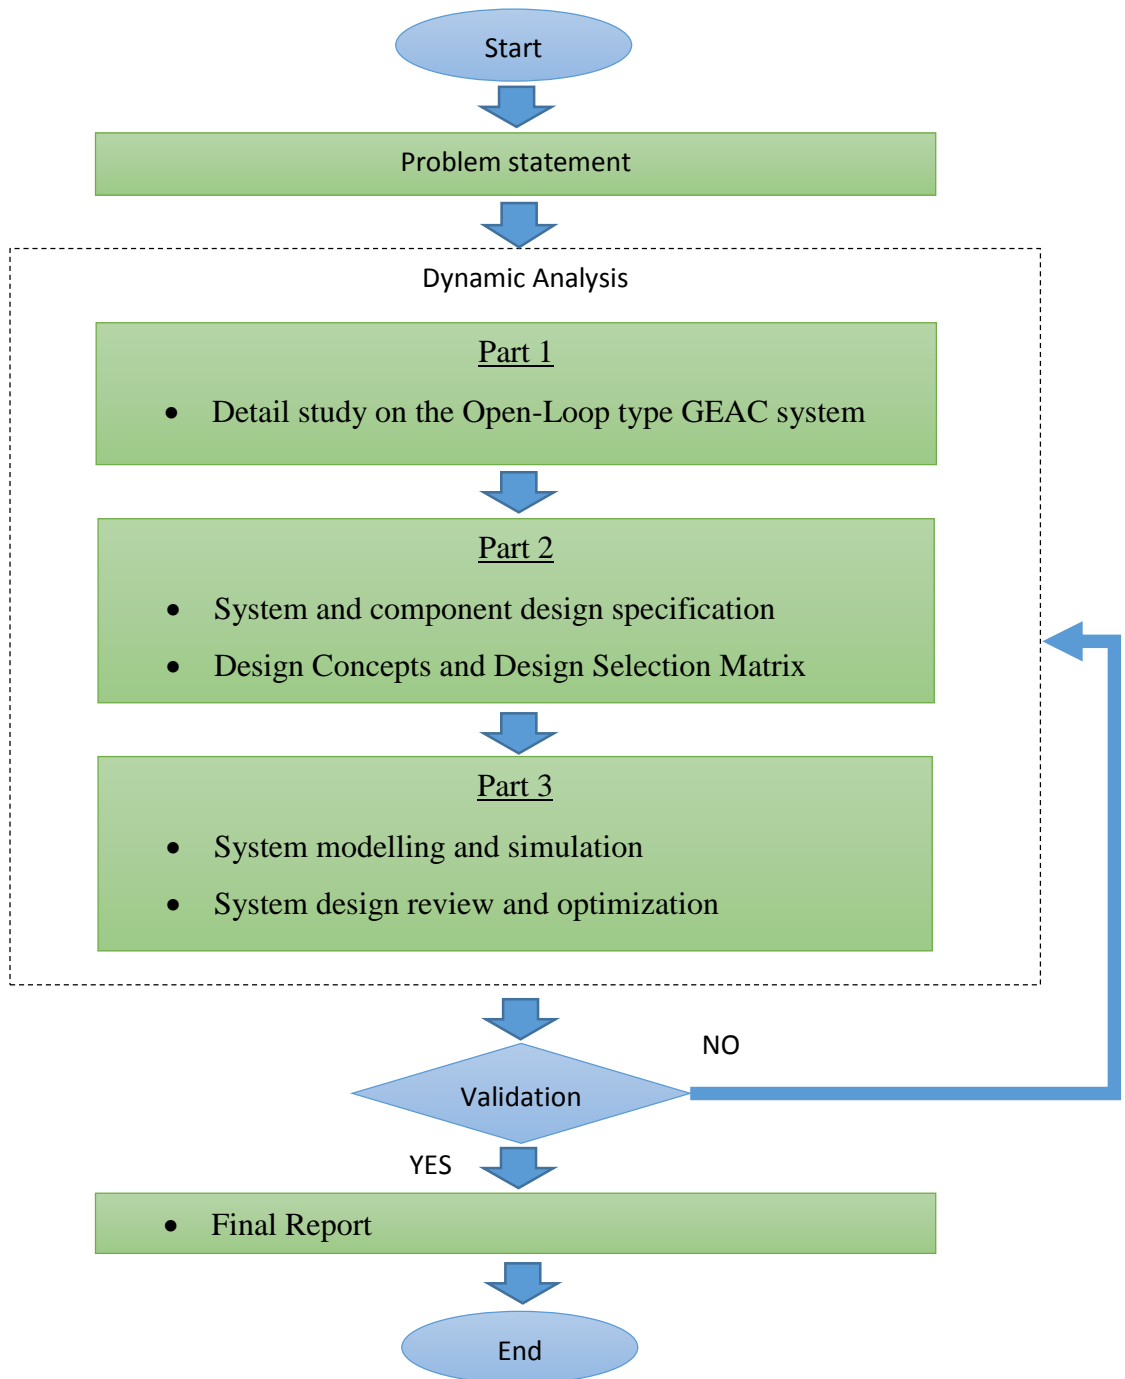 Start
Problem statement
Dynamic Analysis
Part 1
• Detail study on the Open-Loop type GEAC system
Part 2
• System and component design specification
• Design Concepts and Design Selection Matrix
Part 3
• System modelling and simulation
• System design review and optimization
NO
Validation
YES
• Final Report
End